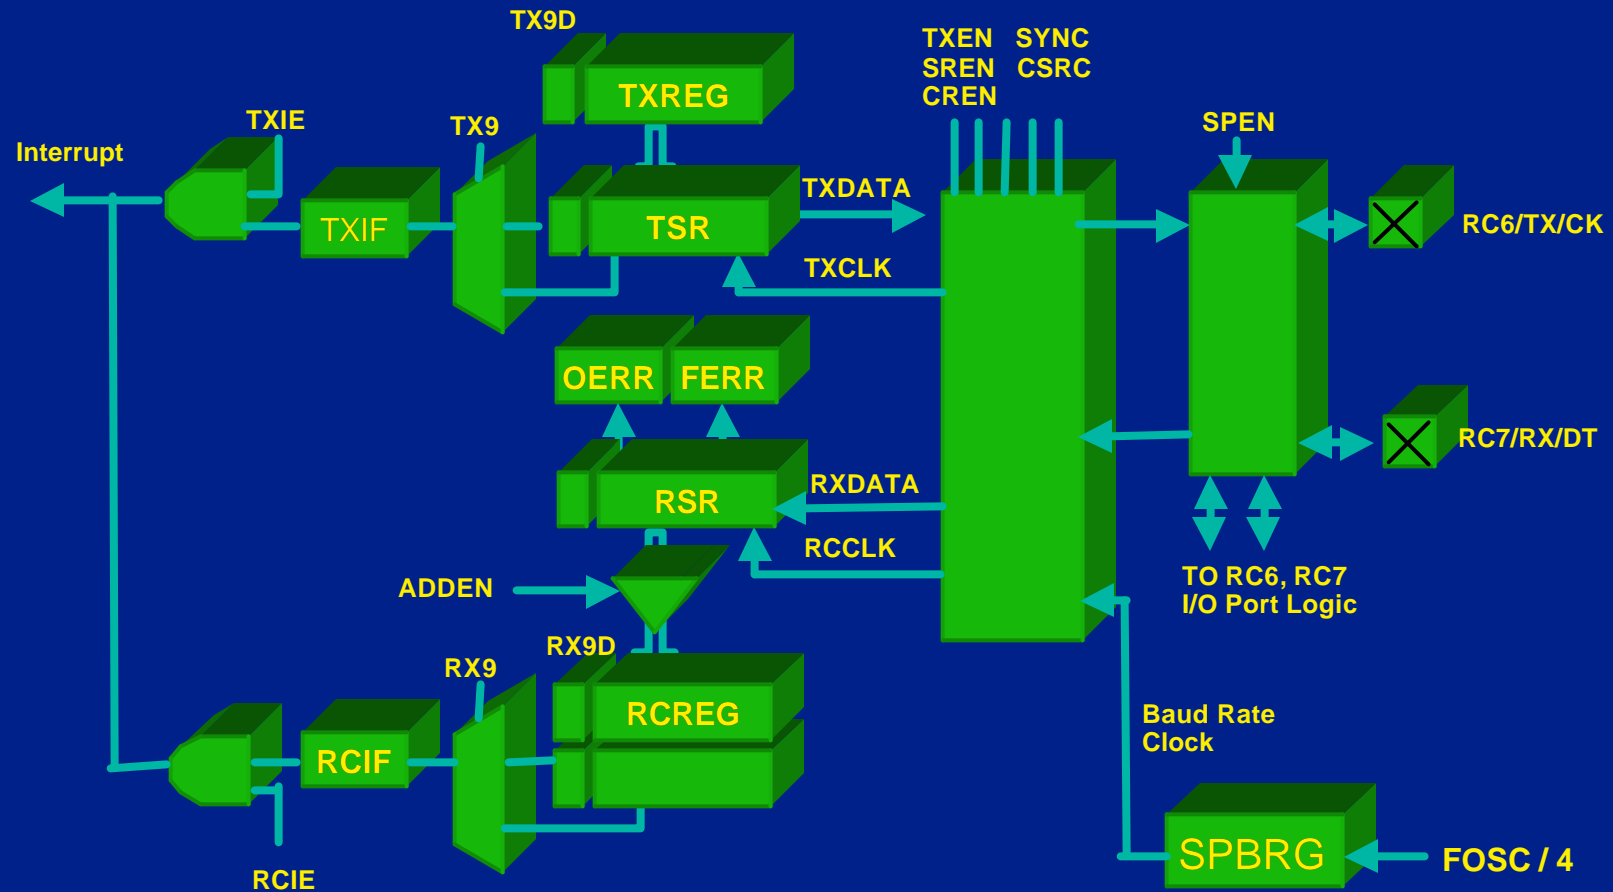 TX9D
TXEN SYNC
SREN CSRC
CREN
TXREG
TXIE
TX9
SPEN
Interrupt
TXDATA
TXIF
TSR
RC6/TX/CK
TXCLK
OERR
FERR
RC7/RX/DT
RXDATA
RSR
RCCLK
ADDEN
TO RC6, RC7
I/O Port Logic
RX9D
RX9
RCREG
Baud Rate
Clock
RCIF
SPBRG
FOSC / 4
RCIE